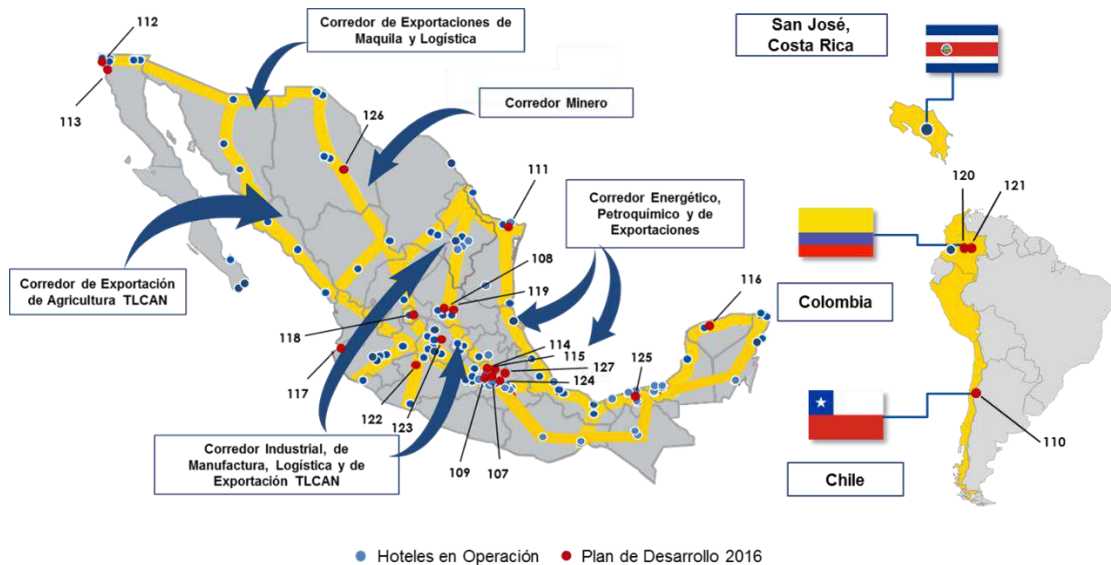 112
Corredor de Exportaciones de
Maquila y Logística
San José,
Costa Rica
113
126
Corredor Minero
111
Corredor Energético,
Petroquímico y de
Exportaciones
120
121
Colombia
Corredor de Exportación
de Agricultura TLCAN
108
119
116
118
117
114
115
127
124
125
122
123
109
107
Corredor Industrial, de
Manufactura, Logística y de
Exportación TLCAN
110
Chile
Hoteles en Operación
Plan de Desarrollo 2016